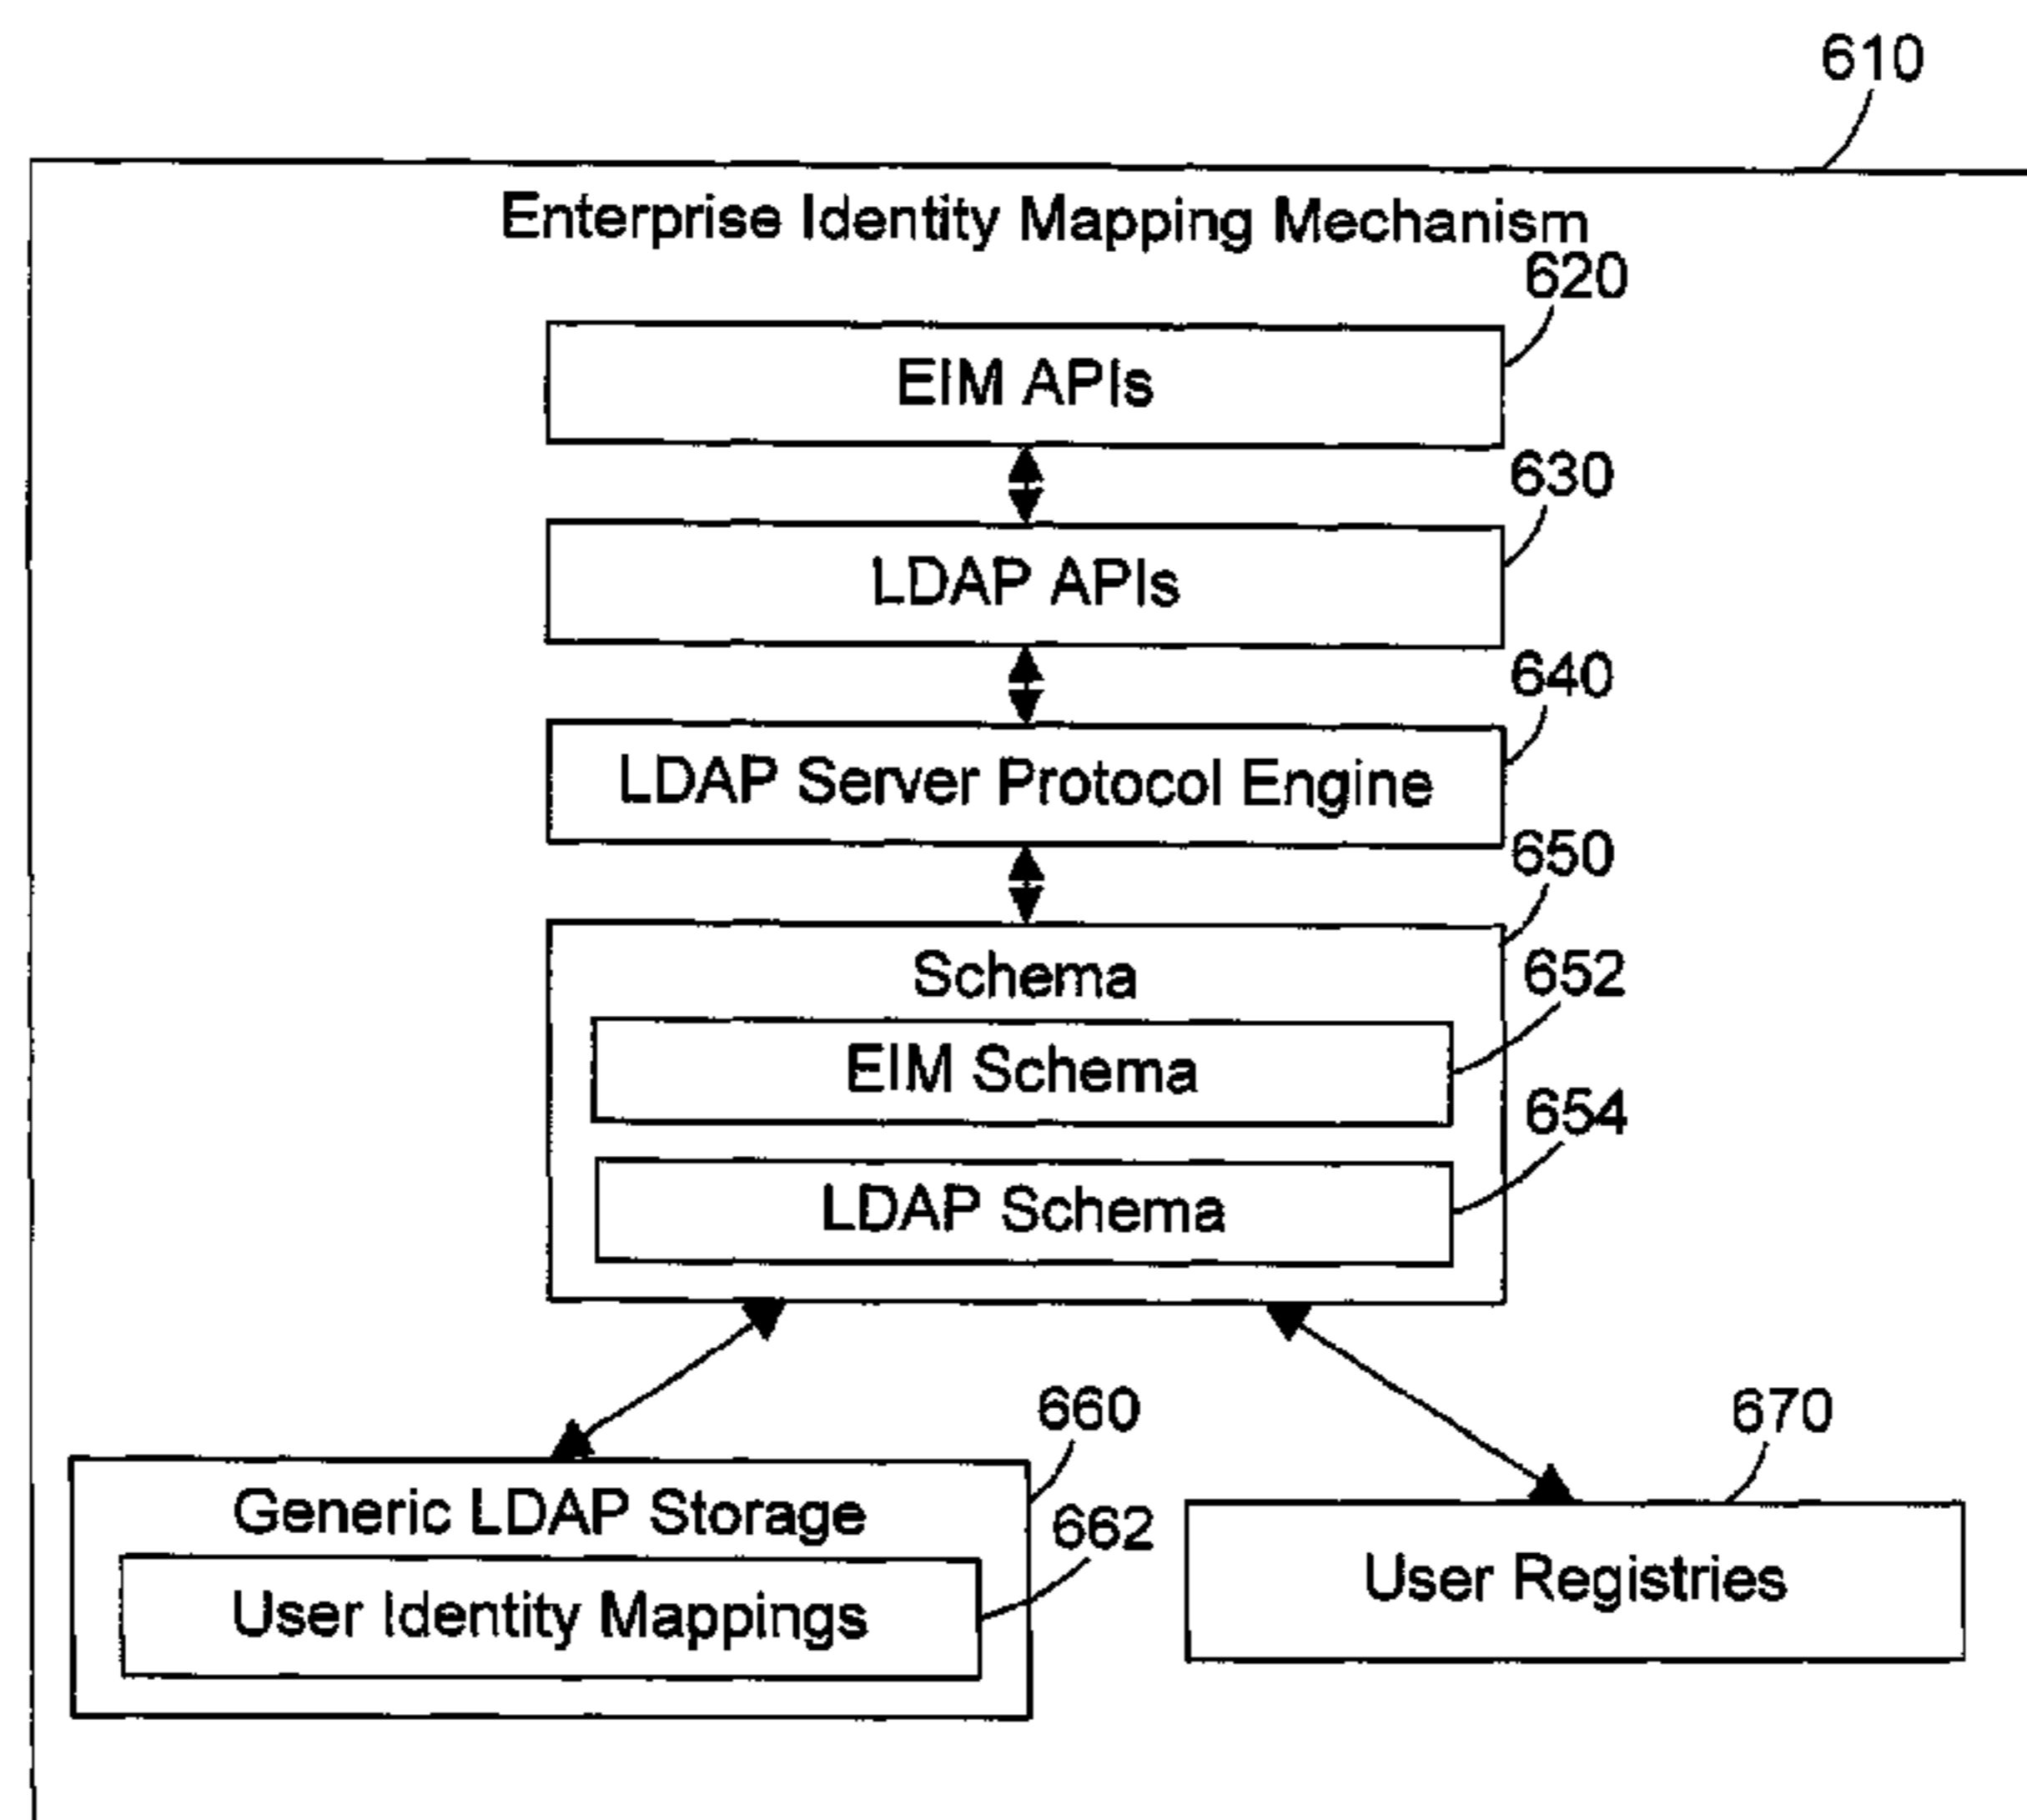 610
Enterprise Identity Mapping Mechanism
620
EIM APIs
630
LDAP APIs
640
LDAP Server Protocol Engine
650
Schema
652
EIM Schema
654
LDAP Schema
660
670
Generic LDAP Storage
662
User Identity Mappings
User Registries